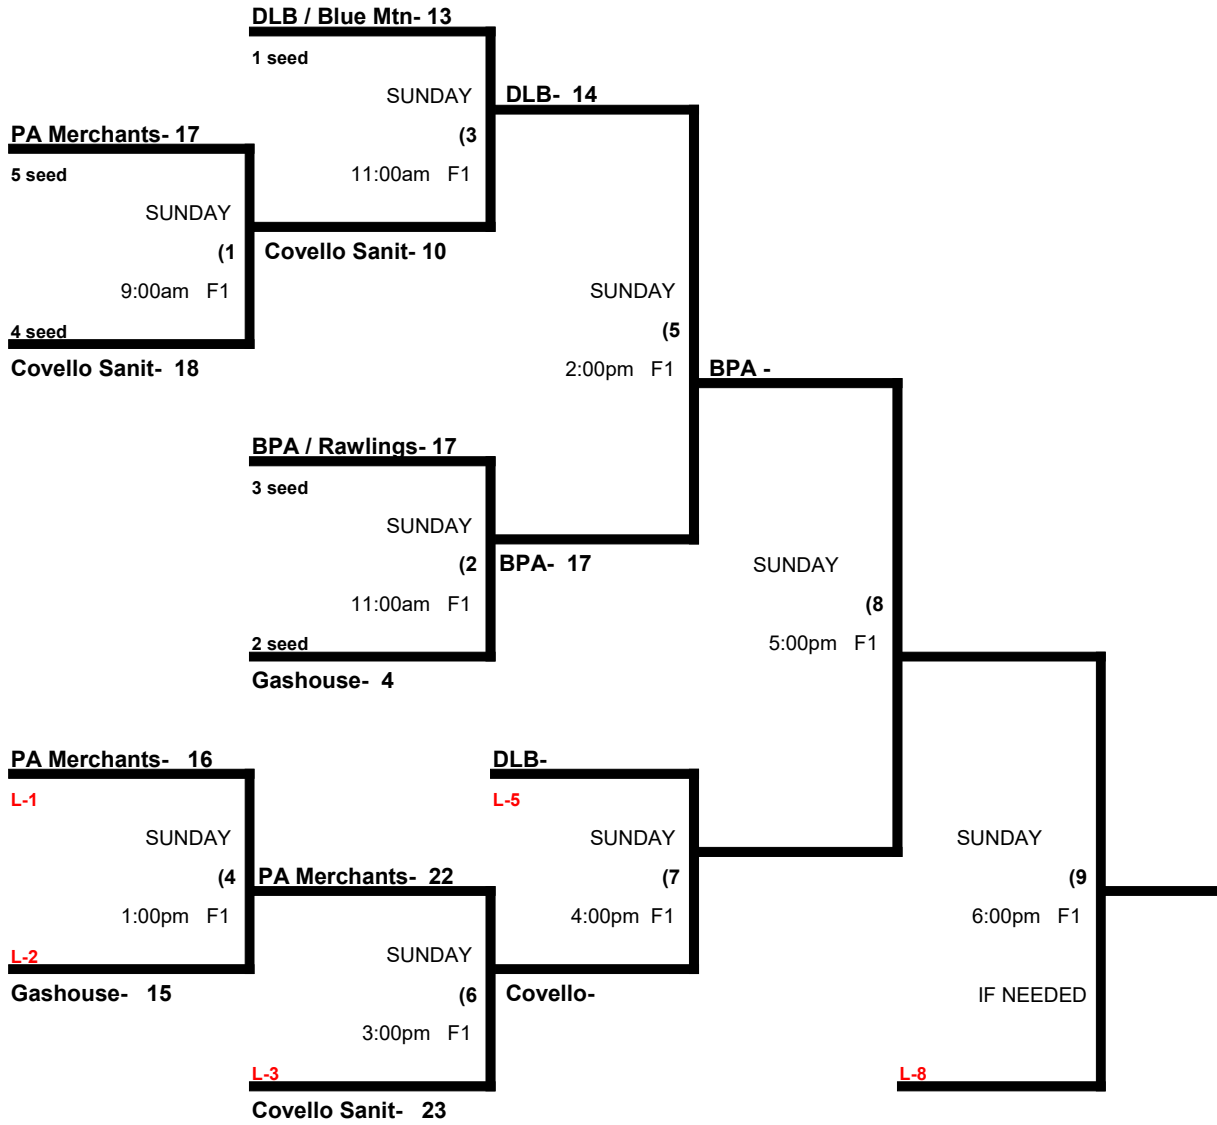 DLB / Blue Mtn- 13
1 seed
SUNDAY
DLB-  14
PA Merchants- 17
(3
5 seed
11:00am   F1
SUNDAY
(1
Covello Sanit- 10
9:00am   F1
SUNDAY
4 seed
(5
Covello Sanit-  18
2:00pm   F1
BPA -
BPA / Rawlings- 17
3 seed
SUNDAY
(2
BPA-  17
SUNDAY
11:00am   F1
(8
2 seed
5:00pm   F1
Gashouse-  4
PA Merchants-   16
DLB-
L-1
L-5
SUNDAY
SUNDAY
SUNDAY
(4
PA Merchants-  22
(7
(9
1:00pm   F1
4:00pm  F1
6:00pm   F1
L-2
SUNDAY
Gashouse-   15
(6
Covello-
IF NEEDED
3:00pm   F1
L-3
L-8
Covello Sanit-   23